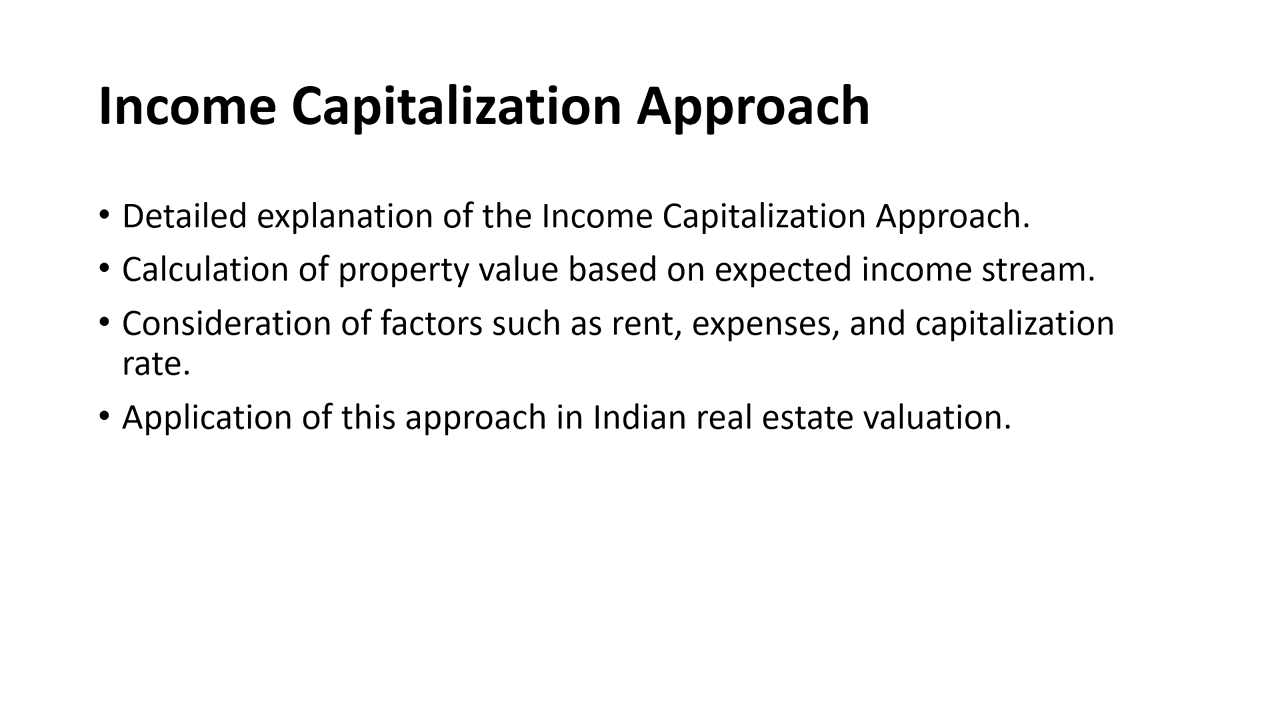 Income Capitalization Approach
• Detailed explanation of the Income Capitalization Approach.
• Calculation of property value based on expected income stream.
• Consideration of factors such as rent, expenses, and capitalization
rate.
• Application of this approach in Indian real estate valuation.